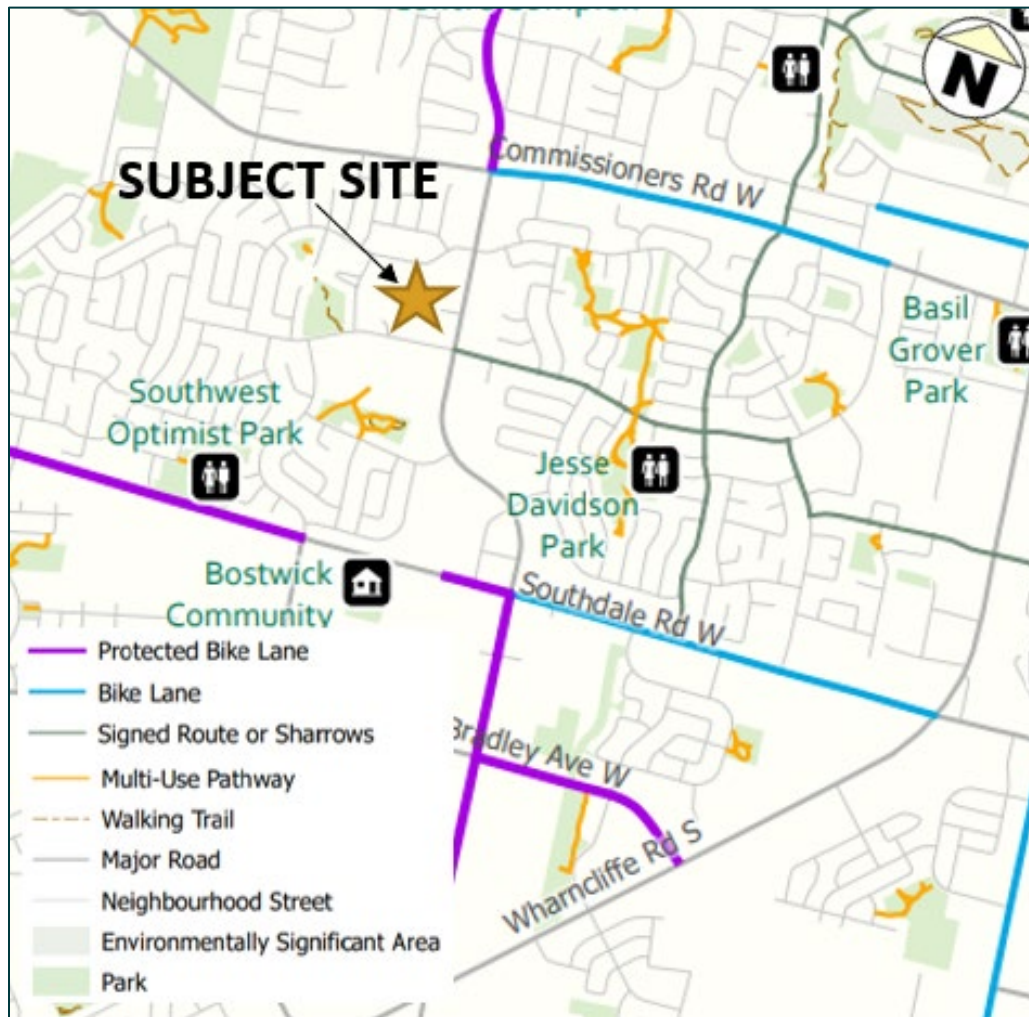 N
Commissioners Rd W
SUBJECT SITE
Basil
Grover
Park
Southwest
Optimist Park
Jesse
Davidson
Park
Bostwick
Community
Southdale Rd W
Protected Bike Lane
Bike Lane
Signed Route or Sharrows
Bradley Ave W
Multi-Use Pathway
Walking Trail
Major Road
Wharncliffe Rd S
Neighbourhood Street
Environmentally Significant Area
Park